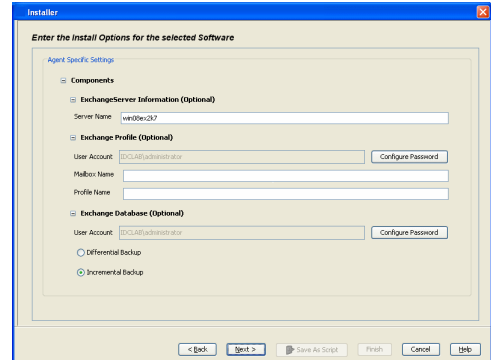 Installer
Enter the Install Options for the selected Software
Agent Specific Settings
Components
ExchangeServer Information (Optional)
Server Name win08ex2k7
Exchange Profile (Optional)
User Account IDCLAB\administrator Configure Password
Mailbox Name
Profile Name
Exchange Database (Optional)
User Account IDCLAB\administrator Configure Password
Differential Backup
Incremental Backup
< Back Next > Save As Script Finish Cancel Help